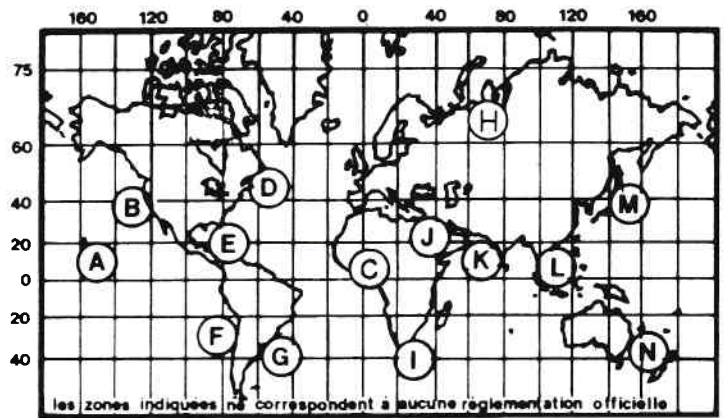 160 120 80 40 0 40 80 120 160
75
60
H
40
D
B
M
20
E
J
A
K
C
L
0
20
F
G
N
40
I
les zones indiquées ne correspondent à aucune réglementation officielle